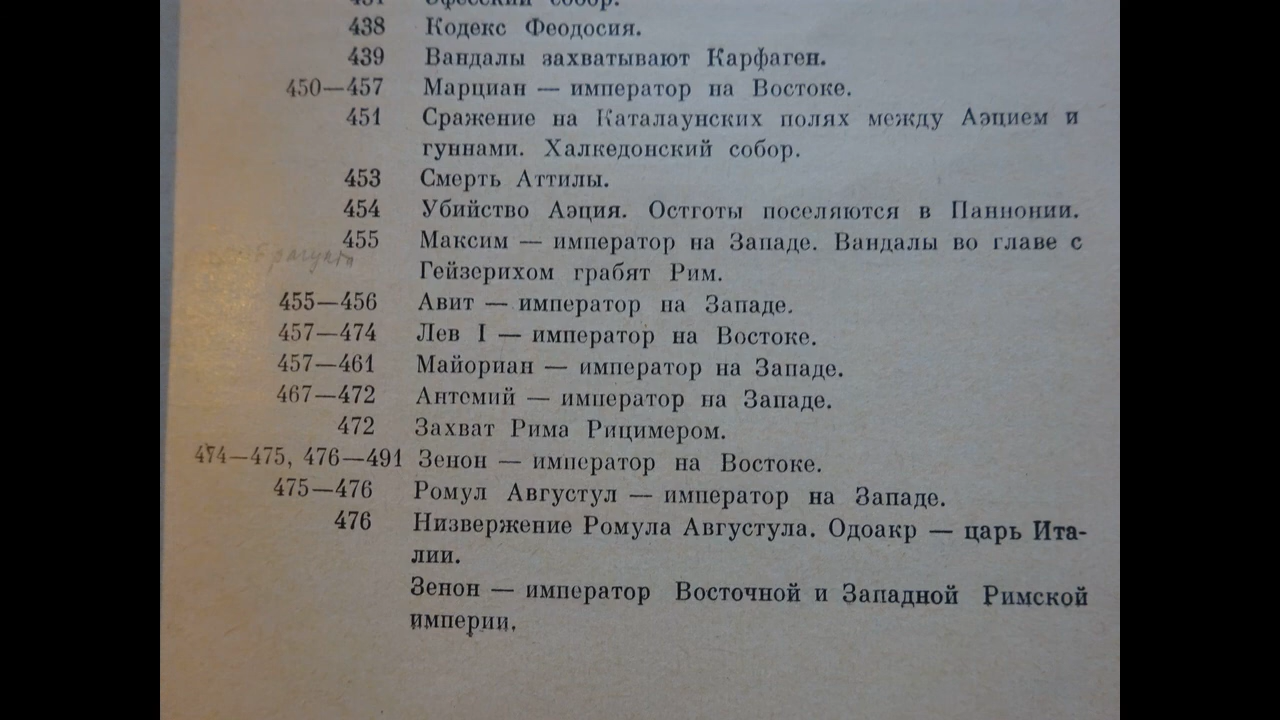 431 Эфесский собор.
438 Кодекс Феодосия.
439 Вандалы захватывают Карфаген.
450—457 Марциан — император на Востоке.
451 Сражение на Каталаунских полях между Аэцием и
гуннами. Халкедонский собор.
453 Смерть Аттилы.
454 Убийство Аэция. Остготы поселяются в Паннонии.
455 Максим — император на Западе. Вандалы во главе с
Гейзерихом грабят Рим.
455—456 Авит — император на Западе.
457—474 Лев I — император на Востоке.
457—461 Майориан — император на Западе.
467—472 Антемий — император на Западе.
472 Захват Рима Рицимером.
474—475, 476—491 Зенон — император на Востоке.
475—476 Ромул Августул — император на Западе.
476 Низвержение Ромула Августула. Одоакр — царь Ита-
лии.
Зенон — император Восточной и Западной Римской
империи.